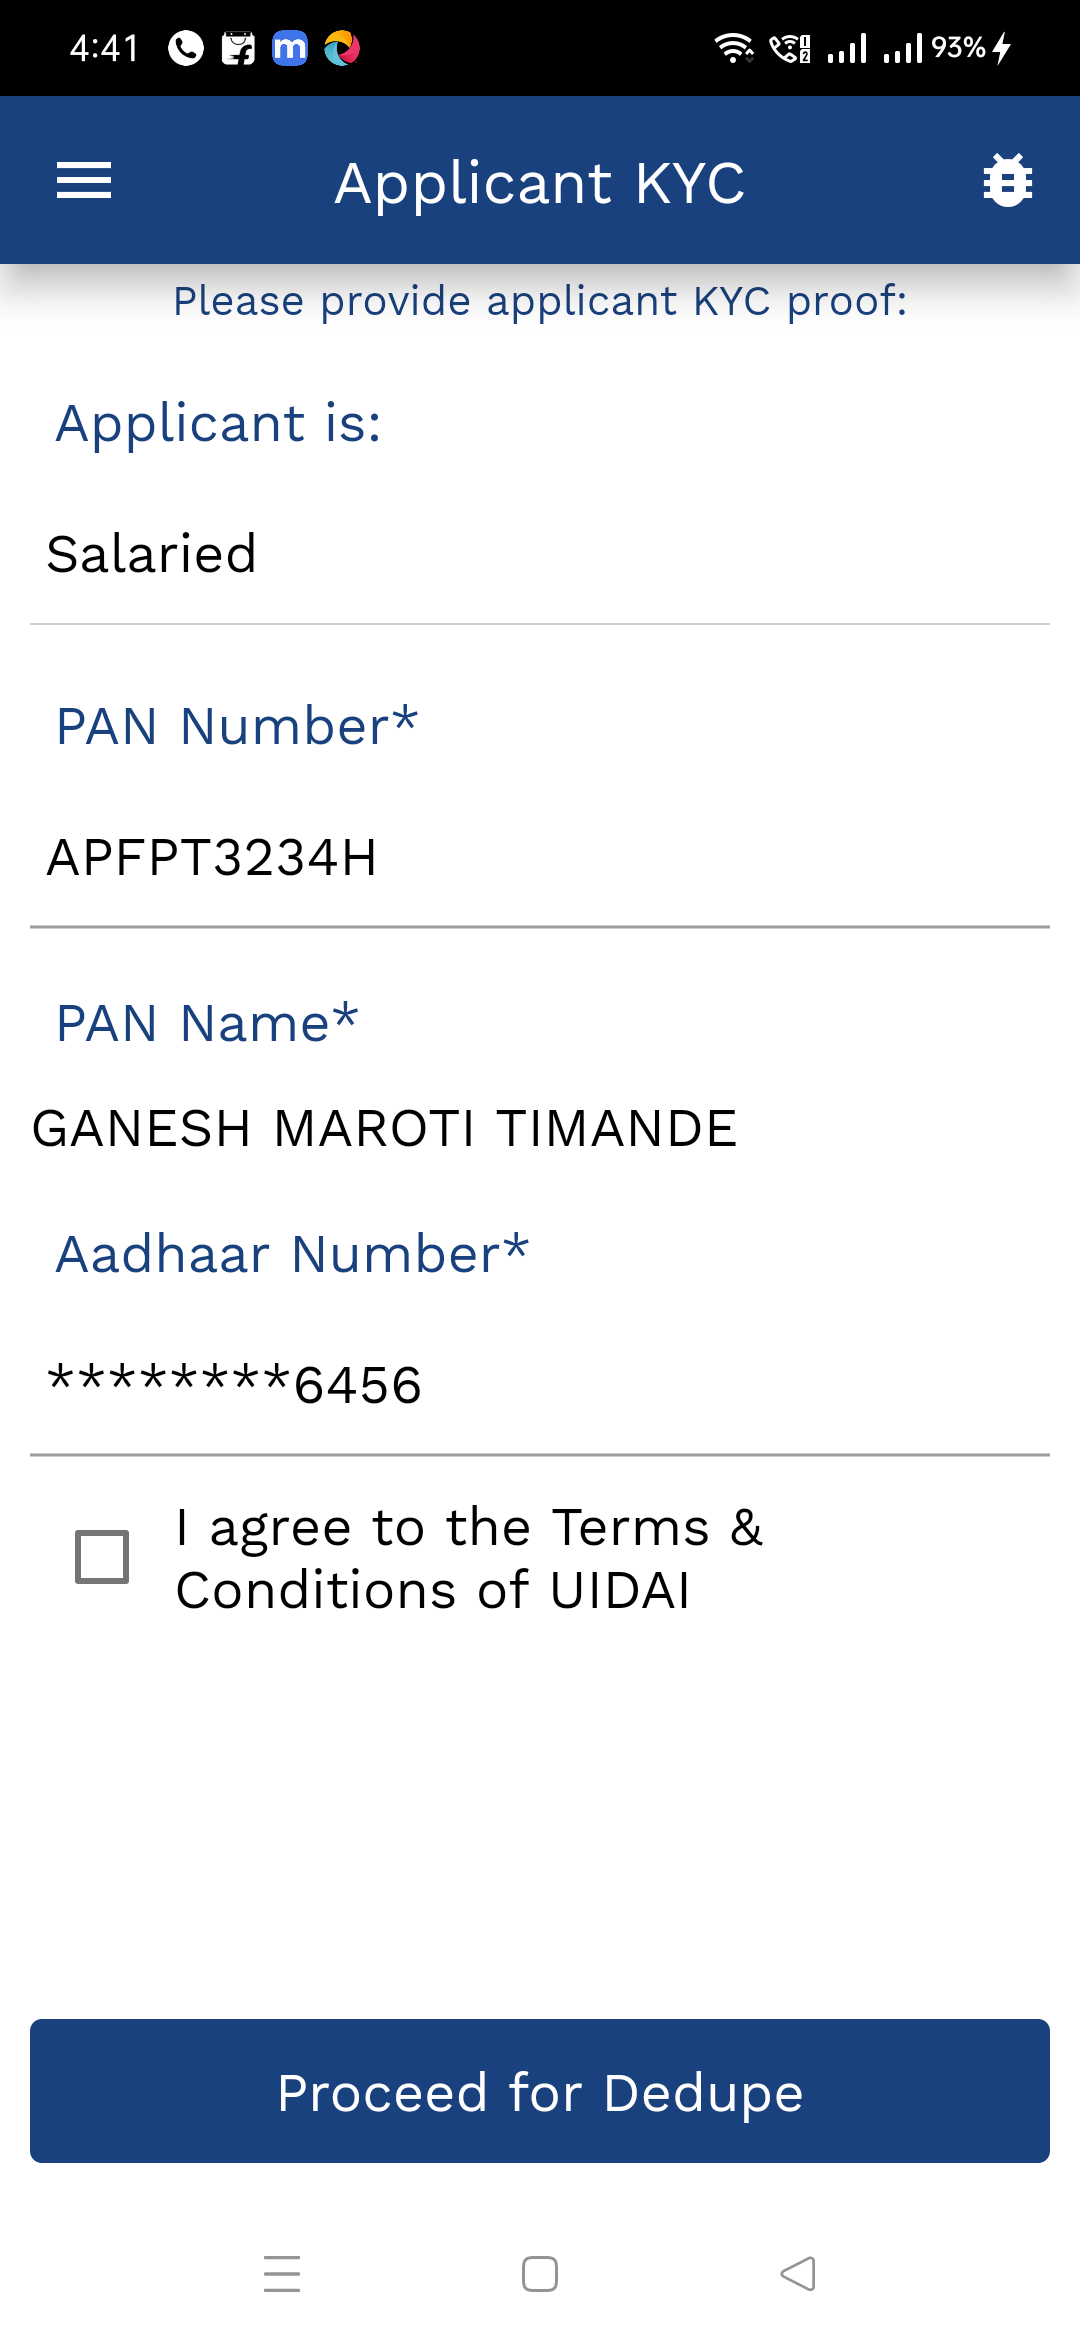 4:41
93%
Applicant KYC
Please provide applicant KYC proof:
Applicant is:
Salaried
PAN Number*
APFPT3234H
PAN Name*
GANESH MAROTI TIMANDE
Aadhaar Number*
********6456
I agree to the Terms &
Conditions of UIDAI
Proceed for Dedupe